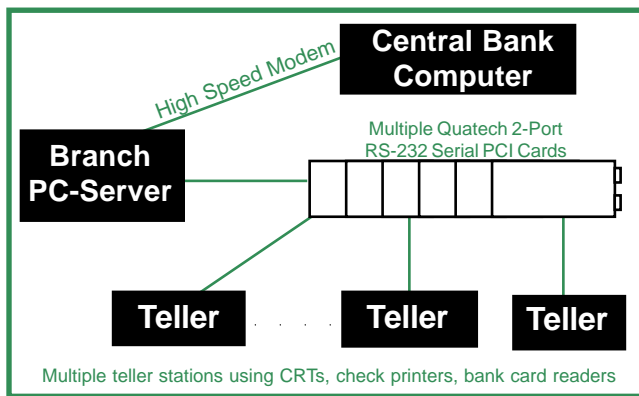 Central Bank
Computer
High Speed Modem
Multiple Quatech 2-Port
RS-232 Serial PCI Cards
Branch
PC-Server
Teller . . . . Teller
Teller
Multiple teller stations using CRTs, check printers, bank card readers